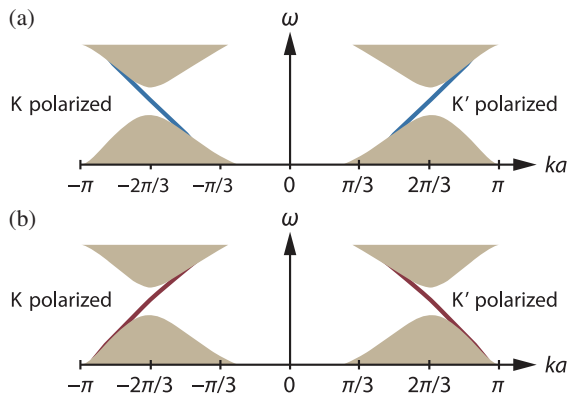 (a)
ω
K polarized
K′ polarized
−π
−2π/3
−π/3
0
π/3
2π/3
π
ka
(b)
ω
K polarized
K′ polarized
−π
−2π/3
−π/3
0
π/3
2π/3
π
ka